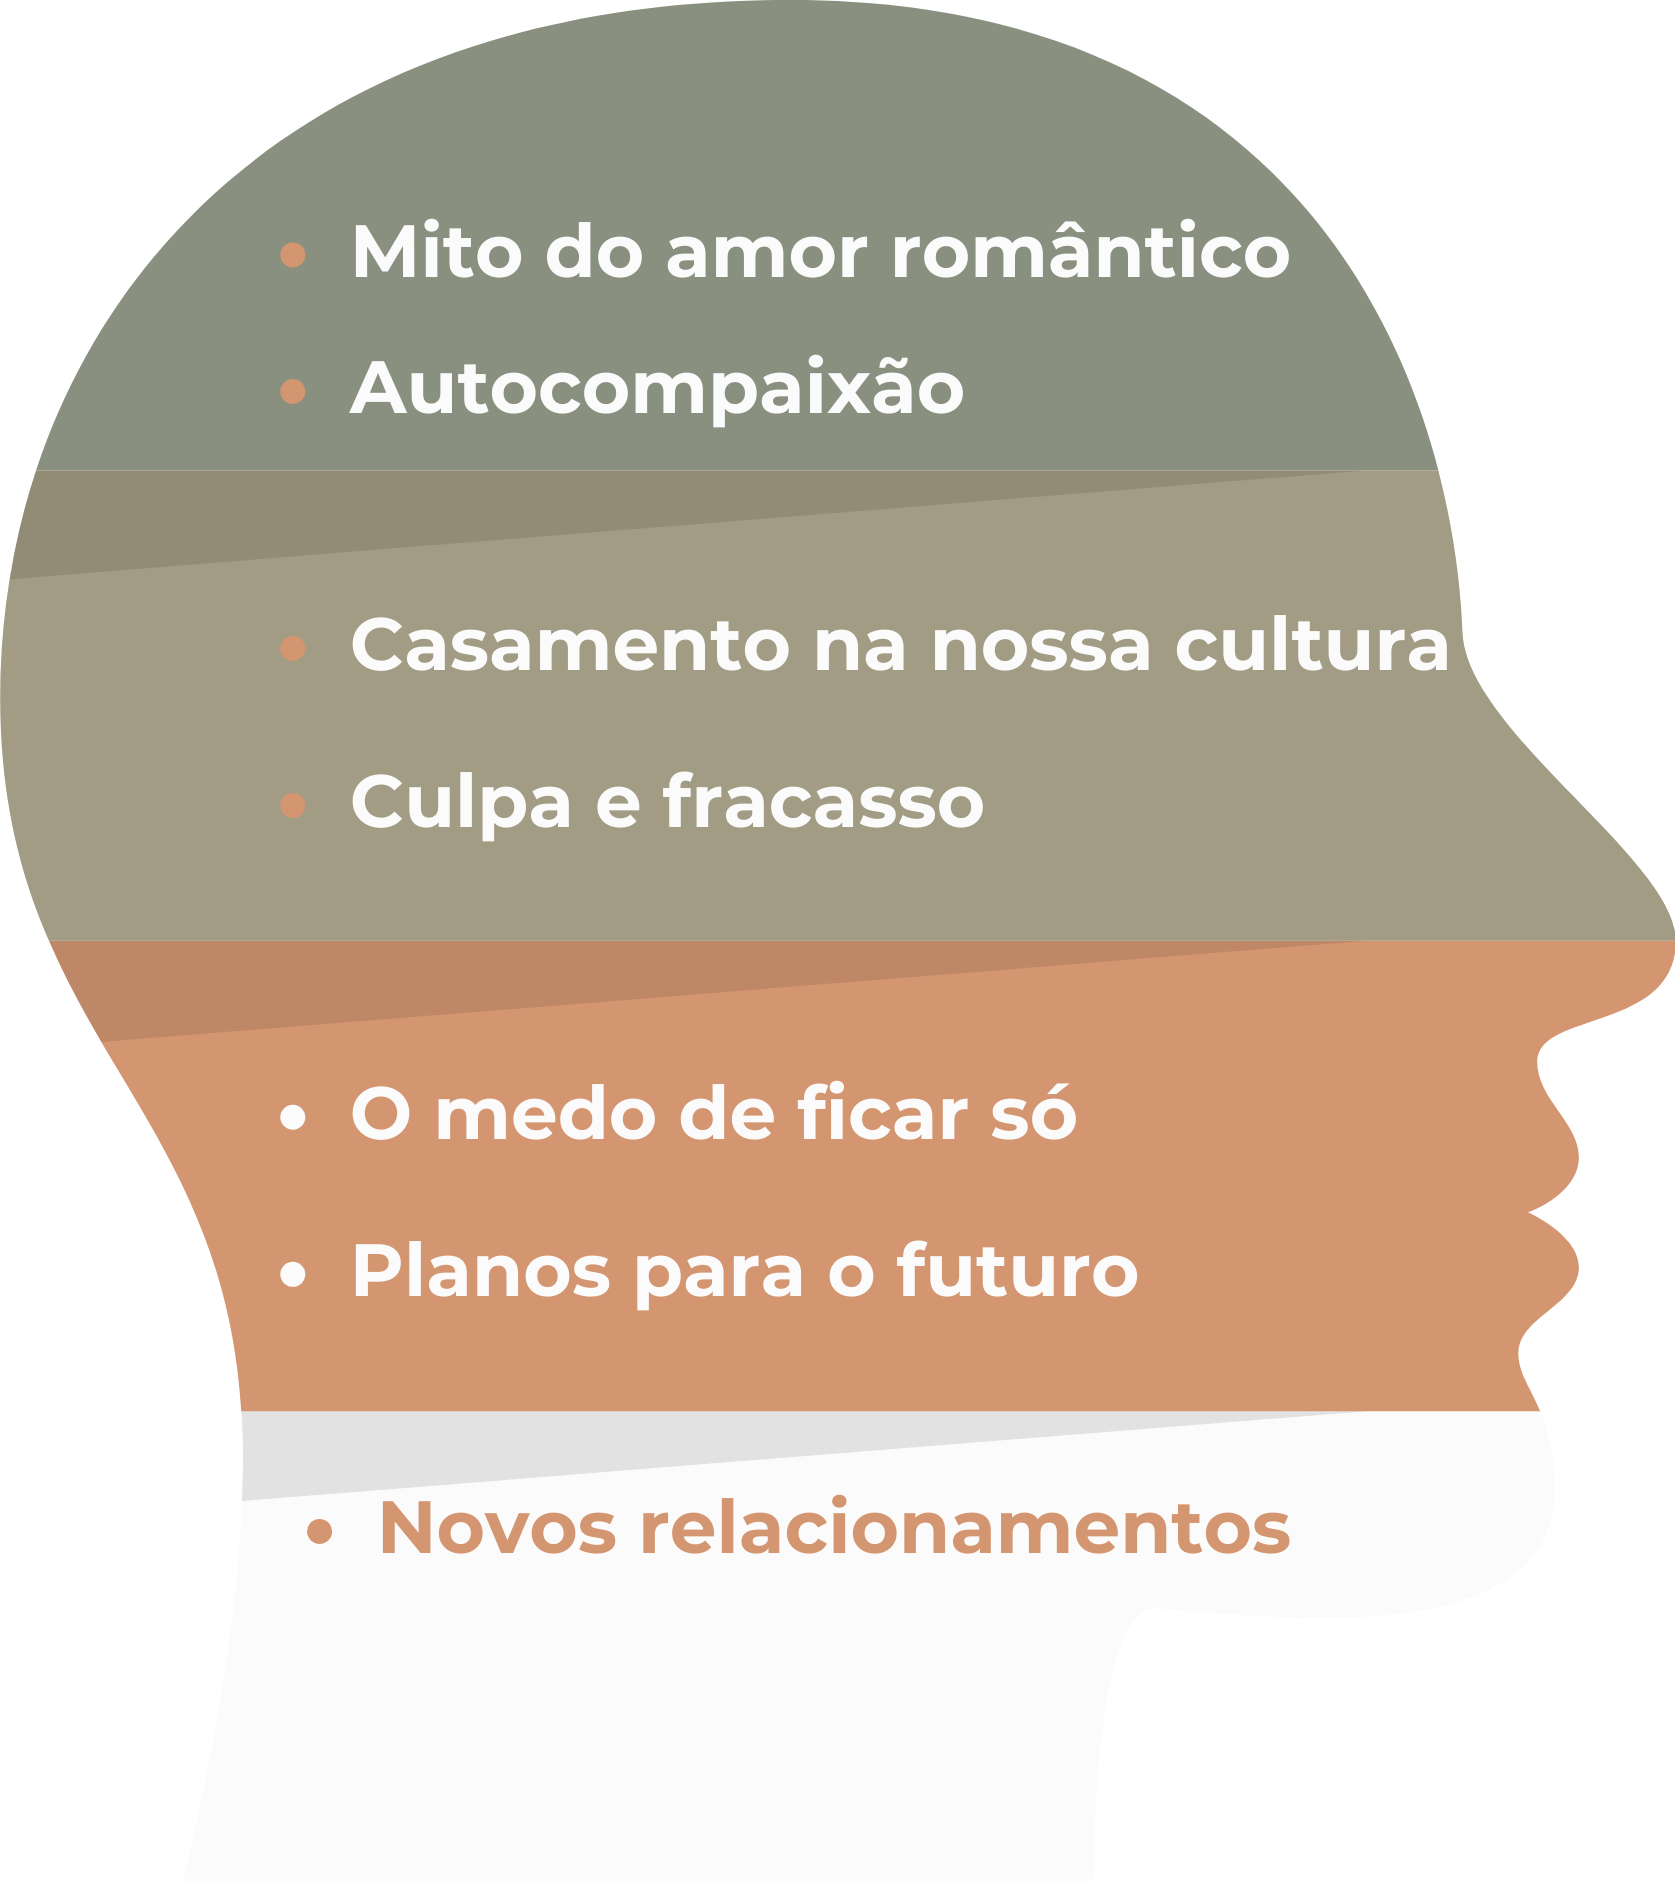 • Mito do amor romântico
• Autocompaixão
• Casamento na nossa cultura
• Culpa e fracasso
• O medo de ficar só
• Planos para o futuro
• Novos relacionamentos